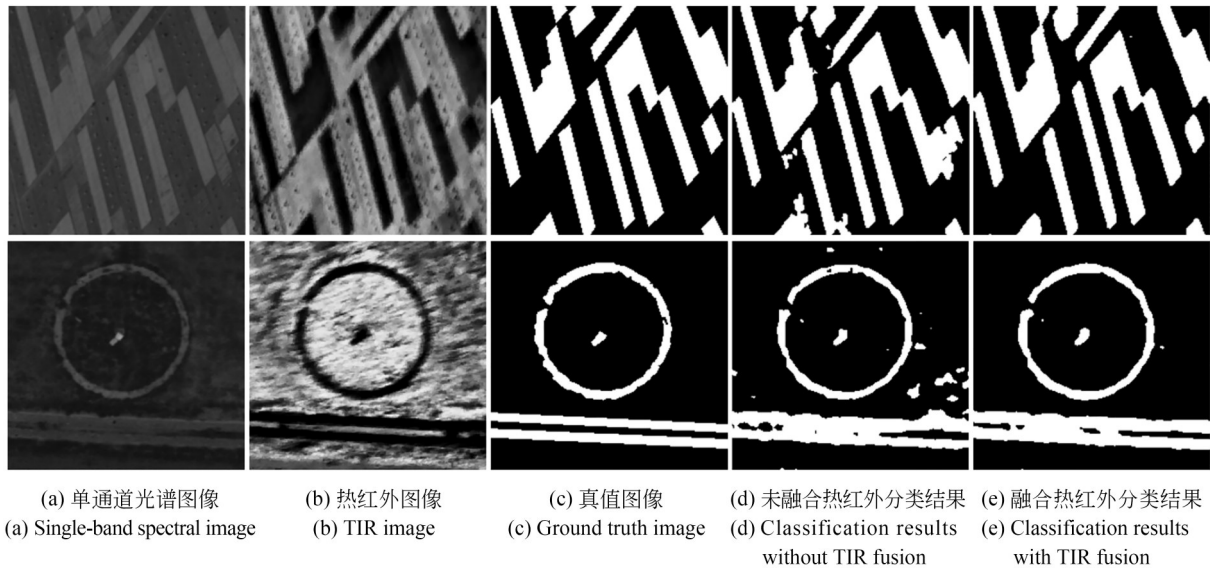 (a) 单通道光谱图像
(a) Single-band spectral image
(b) 热红外图像
(b) TIR image
(c) 真值图像
(c) Ground truth image
(d) 未融合热红外分类结果
(d) Classification results
without TIR fusion
(e) 融合热红外分类结果
(e) Classification results
with TIR fusion